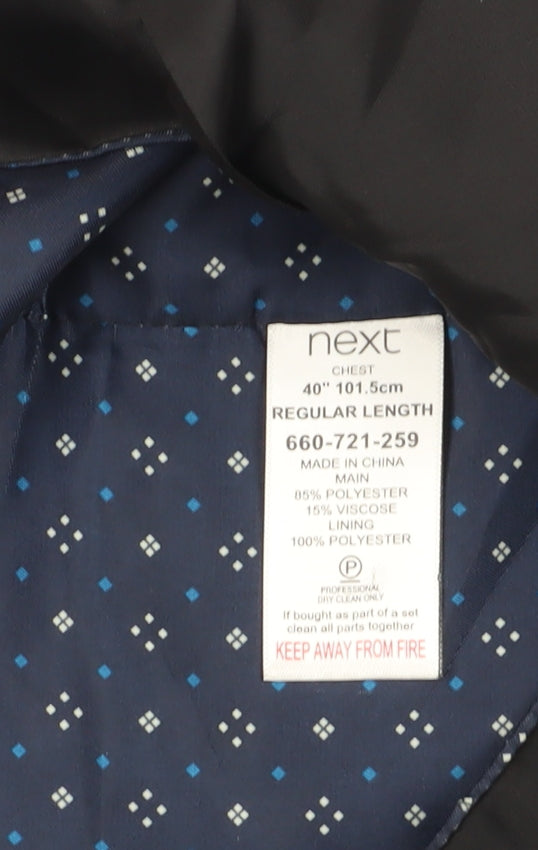 next
CHEST
40" 101.5cm
REGULAR LENGTH
660-721-259
MADE IN CHINA
MAIN
85% POLYESTER
15% VISCOSE
LINING
100% POLYESTER
P
PROFESSIONAL
DRY CLEAN ONLY
If bought as part of a set
clean all parts together
KEEP AWAY FROM FIRE